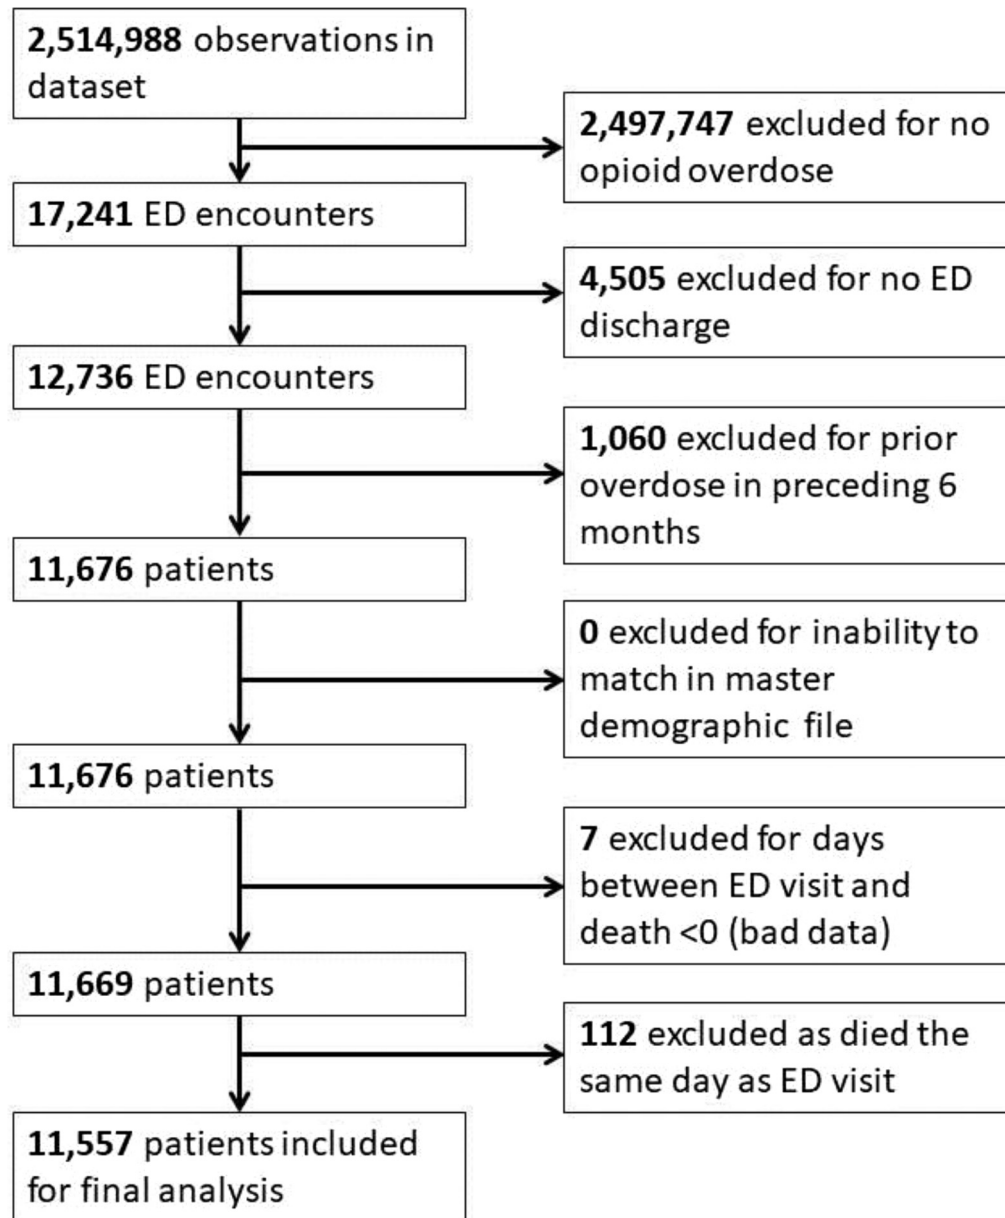 2,514,988 observations in
dataset
2,497,747 excluded for no
opioid overdose
17,241 ED encounters
4,505 excluded for no ED
discharge
12,736 ED encounters
1,060 excluded for prior
overdose in preceding 6
months
11,676 patients
0 excluded for inability to
match in master
demographic file
11,676 patients
7 excluded for days
between ED visit and
death <0 (bad data)
11,669 patients
112 excluded as died the
same day as ED visit
11,557 patients included
for final analysis